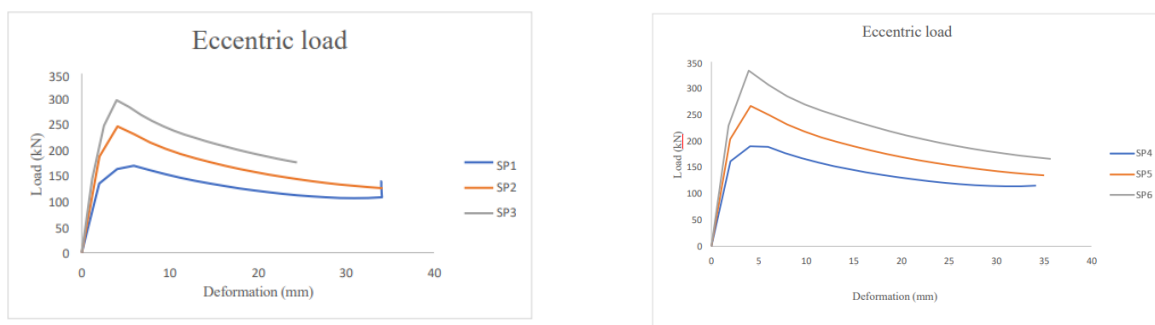 Eccentric load
350
300
250
200
150
100
50
0
Load (kN)
0 10 20 30 40
Deformation (mm)
SP1
SP2
SP3
Eccentric load
350
300
250
200
150
100
50
0
Load (kN)
0 5 10 15 20 25 30 35 40
Deformation (mm)
SP4
SP5
SP6